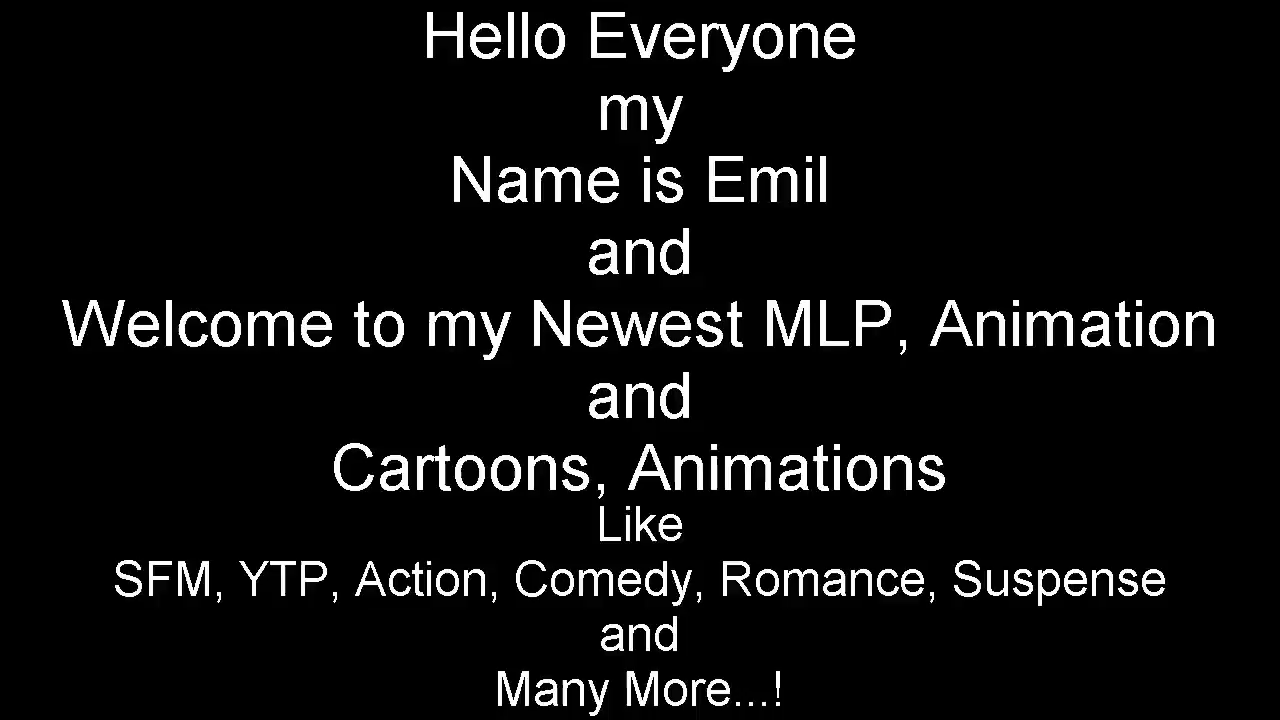 Hello Everyone
my
Name is Emil
and
Welcome to my Newest MLP, Animation
and
Cartoons, Animations
Like
SFM, YTP, Action, Comedy, Romance, Suspense
and
Many More...!